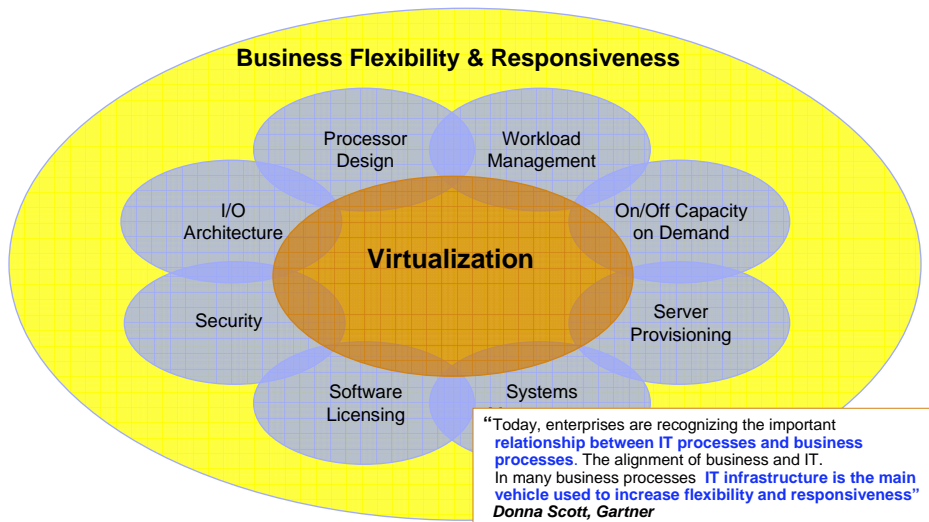 Business Flexibility & Responsiveness
Processor
Design
Workload
Management
I/O
Architecture
On/Off Capacity
on Demand
Virtualization
Security
Server
Provisioning
Software
Licensing
Systems
“Today, enterprises are recognizing the important
relationship between IT processes and business
processes. The alignment of business and IT.
In many business processes IT infrastructure is the main
vehicle used to increase flexibility and responsiveness”
Donna Scott, Gartner